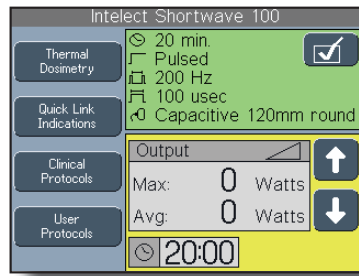 Intelect Shortwave 100
Thermal
Dosimetry
Quick Link
Indications
Clinical
Protocols
User
Protocols
20 min.
Pulsed
200 Hz
100 usec
Capacitive 120mm round
Output
Max: 0 Watts
Avg: 0 Watts
20:00